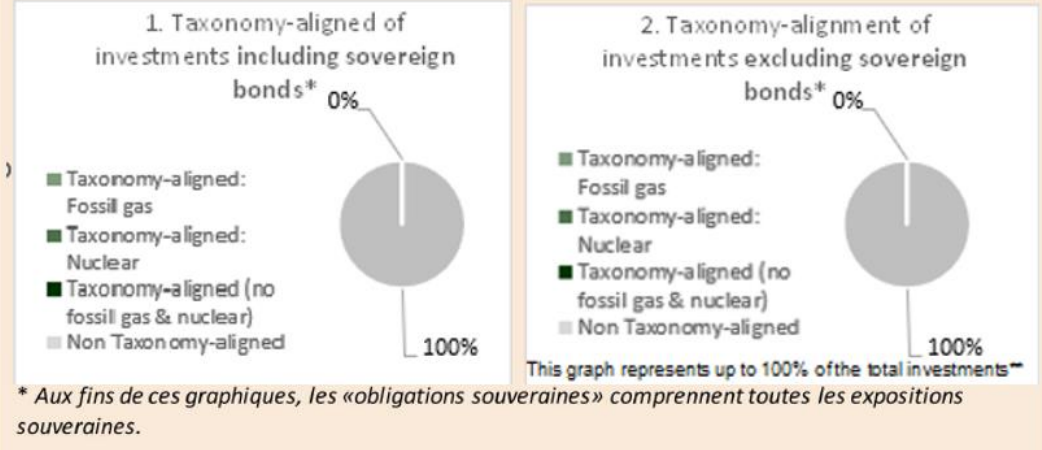 1. Taxonomy-aligned of
investments including sovereign
bonds*
0%
Taxonomy-aligned:
Fossil gas
Taxonomy-aligned:
Nuclear
Taxonomy-aligned (no
fossil gas & nuclear)
Non Taxonomy-aligned
100%
2. Taxonomy-alignment of
investments excluding sovereign
bonds*
0%
Taxonomy-aligned:
Fossil gas
Taxonomy-aligned:
Nuclear
Taxonomy-aligned (no
fossil gas & nuclear)
Non Taxonomy-aligned
100%
This graph represents up to 100% of the total investments**
* Aux fins de ces graphiques, les «obligations souveraines» comprennent toutes les expositions
souveraines.